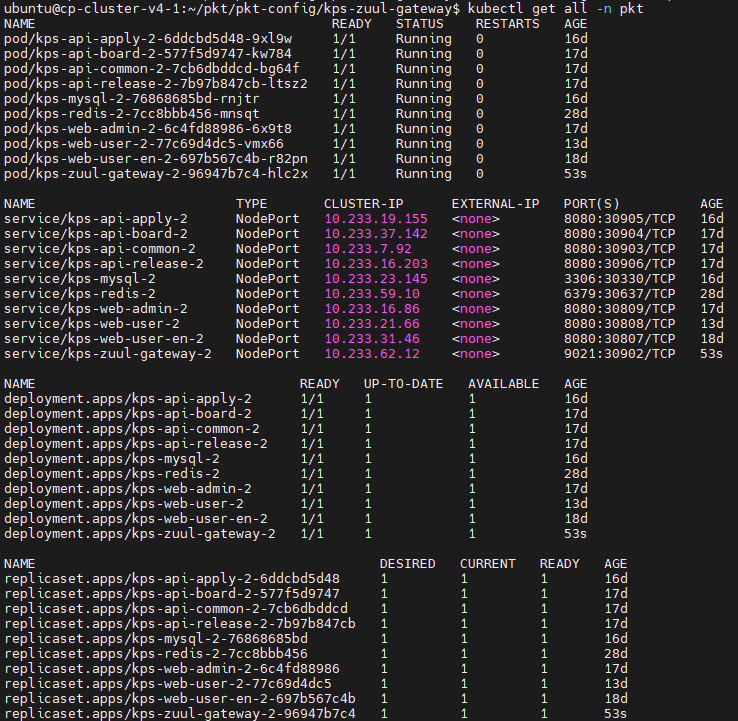 ubuntu@cp-cluster-v4-1:~/pkt/pkt-config/kps-zuul-gateway$ kubectl get all -n pkt
NAME READY STATUS RESTARTS AGE
pod/kps-api-apply-2-6ddcbd5d48-9xl9w 1/1 Running 0 16d
pod/kps-api-board-2-577f5d9747-kw784 1/1 Running 0 17d
pod/kps-api-common-2-7cb6dbddcd-bg64f 1/1 Running 0 17d
pod/kps-api-release-2-7b97b847cb-ltsz2 1/1 Running 0 17d
pod/kps-mysql-2-76868685bd-rnjtr 1/1 Running 0 16d
pod/kps-redis-2-7cc8bbb456-mnsqt 1/1 Running 0 28d
pod/kps-web-admin-2-6c4fd88986-6x9t8 1/1 Running 0 17d
pod/kps-web-user-2-77c69d4dc5-vmx66 1/1 Running 0 13d
pod/kps-web-user-en-2-697b567c4b-r82pn 1/1 Running 0 18d
pod/kps-zuul-gateway-2-96947b7c4-hlc2x 1/1 Running 0 53s
NAME TYPE CLUSTER-IP EXTERNAL-IP PORT(S) AGE
service/kps-api-apply-2 NodePort 10.233.19.155 <none> 8080:30905/TCP 16d
service/kps-api-board-2 NodePort 10.233.37.142 <none> 8080:30904/TCP 17d
service/kps-api-common-2 NodePort 10.233.7.92 <none> 8080:30903/TCP 17d
service/kps-api-release-2 NodePort 10.233.16.203 <none> 8080:30906/TCP 17d
service/kps-mysql-2 NodePort 10.233.23.145 <none> 3306:30330/TCP 16d
service/kps-redis-2 NodePort 10.233.59.10 <none> 6379:30637/TCP 28d
service/kps-web-admin-2 NodePort 10.233.16.86 <none> 8080:30809/TCP 17d
service/kps-web-user-2 NodePort 10.233.21.66 <none> 8080:30808/TCP 13d
service/kps-web-user-en-2 NodePort 10.233.31.46 <none> 8080:30807/TCP 18d
service/kps-zuul-gateway-2 NodePort 10.233.62.12 <none> 9021:30902/TCP 53s
NAME READY UP-TO-DATE AVAILABLE AGE
deployment.apps/kps-api-apply-2 1/1 1 1 16d
deployment.apps/kps-api-board-2 1/1 1 1 17d
deployment.apps/kps-api-common-2 1/1 1 1 17d
deployment.apps/kps-api-release-2 1/1 1 1 17d
deployment.apps/kps-mysql-2 1/1 1 1 16d
deployment.apps/kps-redis-2 1/1 1 1 28d
deployment.apps/kps-web-admin-2 1/1 1 1 17d
deployment.apps/kps-web-user-2 1/1 1 1 13d
deployment.apps/kps-web-user-en-2 1/1 1 1 18d
deployment.apps/kps-zuul-gateway-2 1/1 1 1 53s
NAME DESIRED CURRENT READY AGE
replicaset.apps/kps-api-apply-2-6ddcbd5d48 1 1 1 16d
replicaset.apps/kps-api-board-2-577f5d9747 1 1 1 17d
replicaset.apps/kps-api-common-2-7cb6dbddcd 1 1 1 17d
replicaset.apps/kps-api-release-2-7b97b847cb 1 1 1 17d
replicaset.apps/kps-mysql-2-76868685bd 1 1 1 16d
replicaset.apps/kps-redis-2-7cc8bbb456 1 1 1 28d
replicaset.apps/kps-web-admin-2-6c4fd88986 1 1 1 17d
replicaset.apps/kps-web-user-2-77c69d4dc5 1 1 1 13d
replicaset.apps/kps-web-user-en-2-697b567c4b 1 1 1 18d
replicaset.apps/kps-zuul-gateway-2-96947b7c4 1 1 1 53s